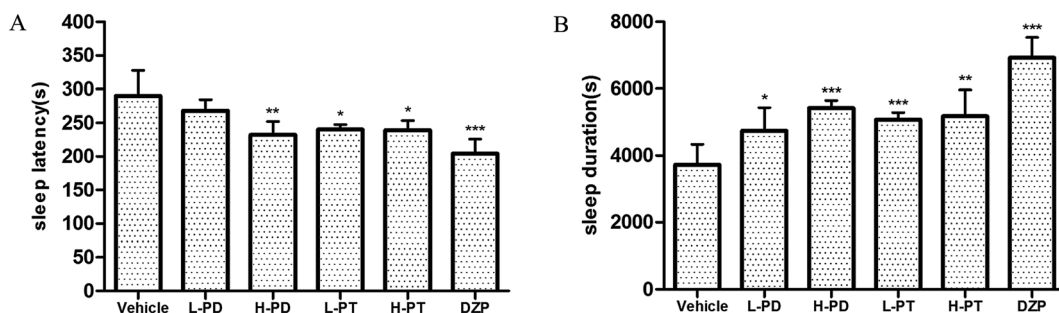 A
sleep latency(s)
400
350
300
250
200
150
100
50
0
** * * ***
Vehicle L-PD H-PD L-PT H-PT DZP
B
sleep duration(s)
8000
6000
4000
2000
0
* *** *** ** ***
Vehicle L-PD H-PD L-PT H-PT DZP